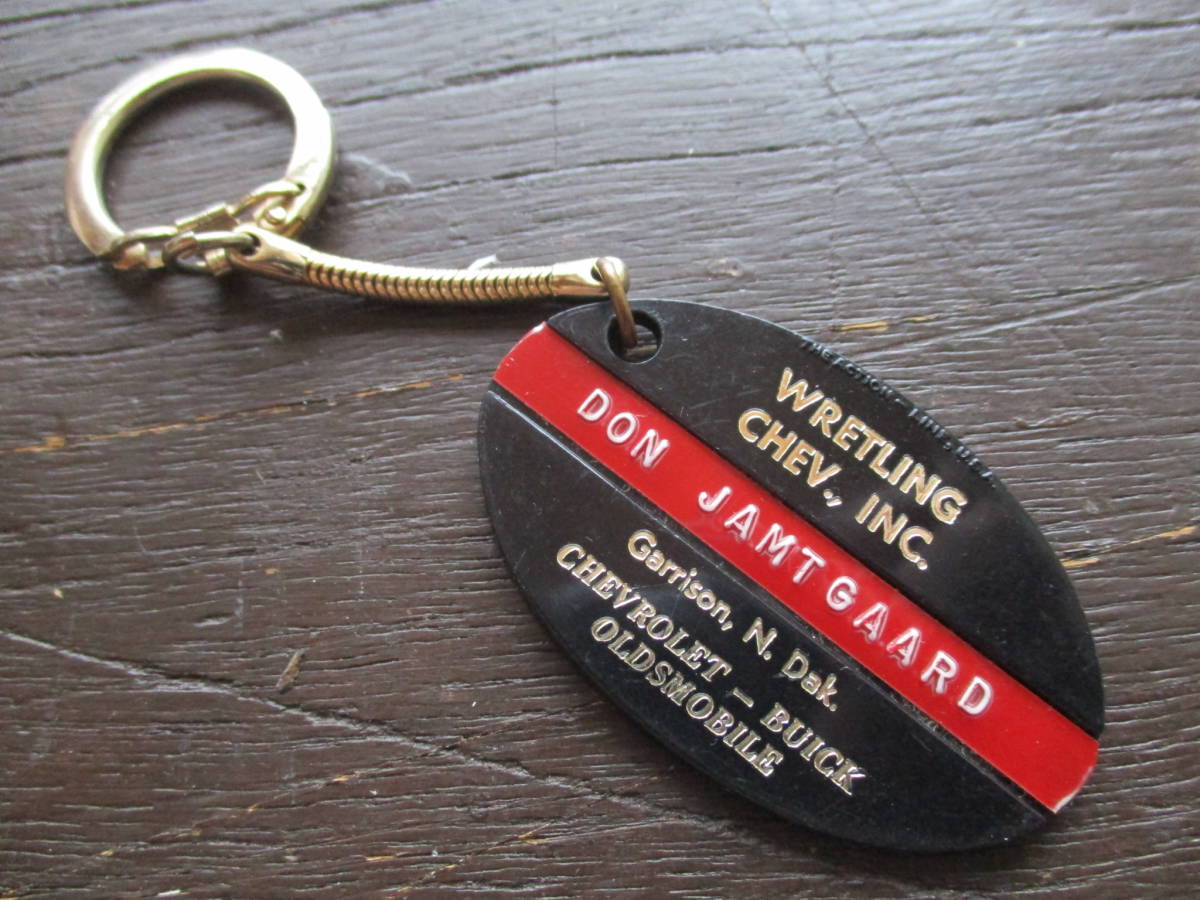 WRETLING
CHEV., INC.
DON JAMTGAARD
Garrison, N. Dak.
CHEVROLET — BUICK
OLDSMOBILE